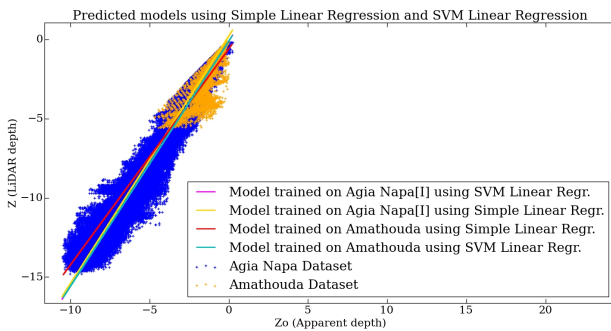 Predicted models using Simple Linear Regression and SVM Linear Regression
Z (LiDAR depth)
0
−5
−10
−15
Model trained on Agia Napa[I] using SVM Linear Regr.
Model trained on Agia Napa[I] using Simple Linear Regr.
Model trained on Amathouda using Simple Linear Regr.
Model trained on Amathouda using SVM Linear Regr.
Agia Napa Dataset
Amathouda Dataset
−10 −5 0 5 10 15 20
Zo (Apparent depth)